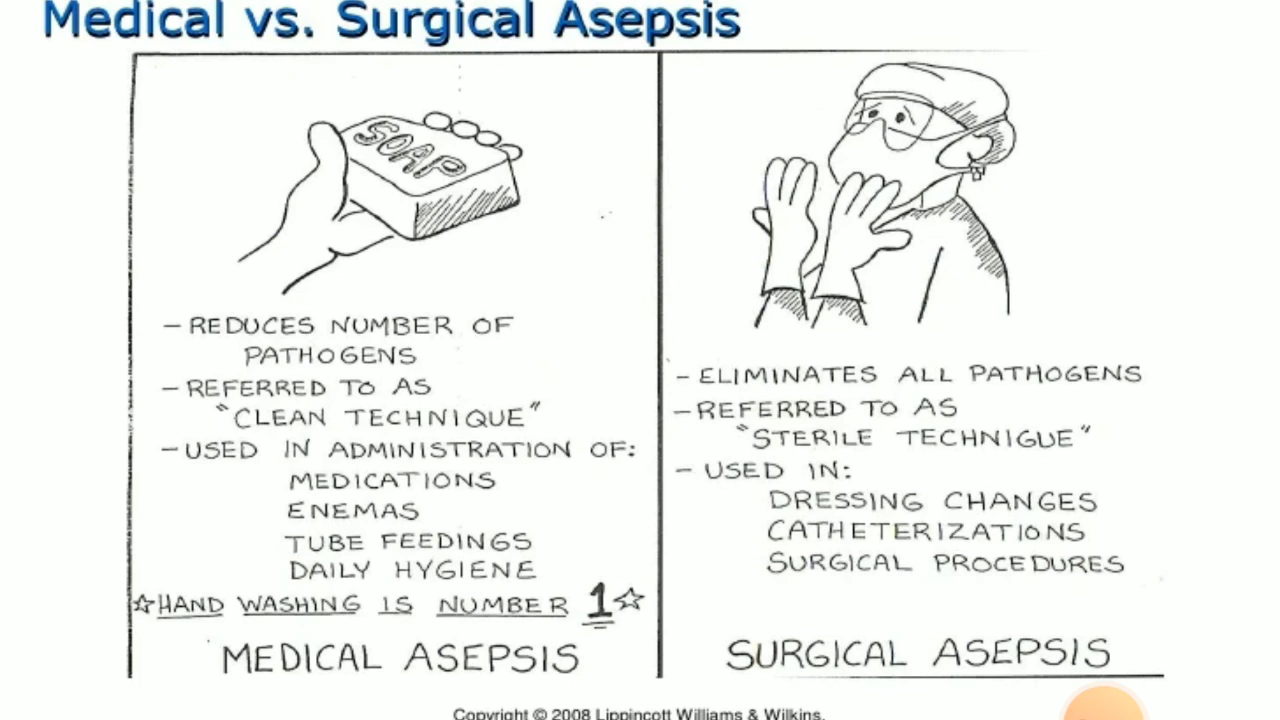 Medical vs. Surgical Asepsis
SOAP
- REDUCES NUMBER OF
PATHOGENS
- REFERRED TO AS
"CLEAN TECHNIQUE"
- USED IN ADMINISTRATION OF:
MEDICATIONS
ENEMAS
TUBE FEEDINGS
DAILY HYGIENE
☆HAND WASHING IS NUMBER 1☆
MEDICAL ASEPSIS
- ELIMINATES ALL PATHOGENS
- REFERRED TO AS
"STERILE TECHNIGUE"
- USED IN:
DRESSING CHANGES
CATHETERIZATIONS
SURGICAL PROCEDURES
SURGICAL ASEPSIS
Copyright © 2008 Lippincott Williams & Wilkins.